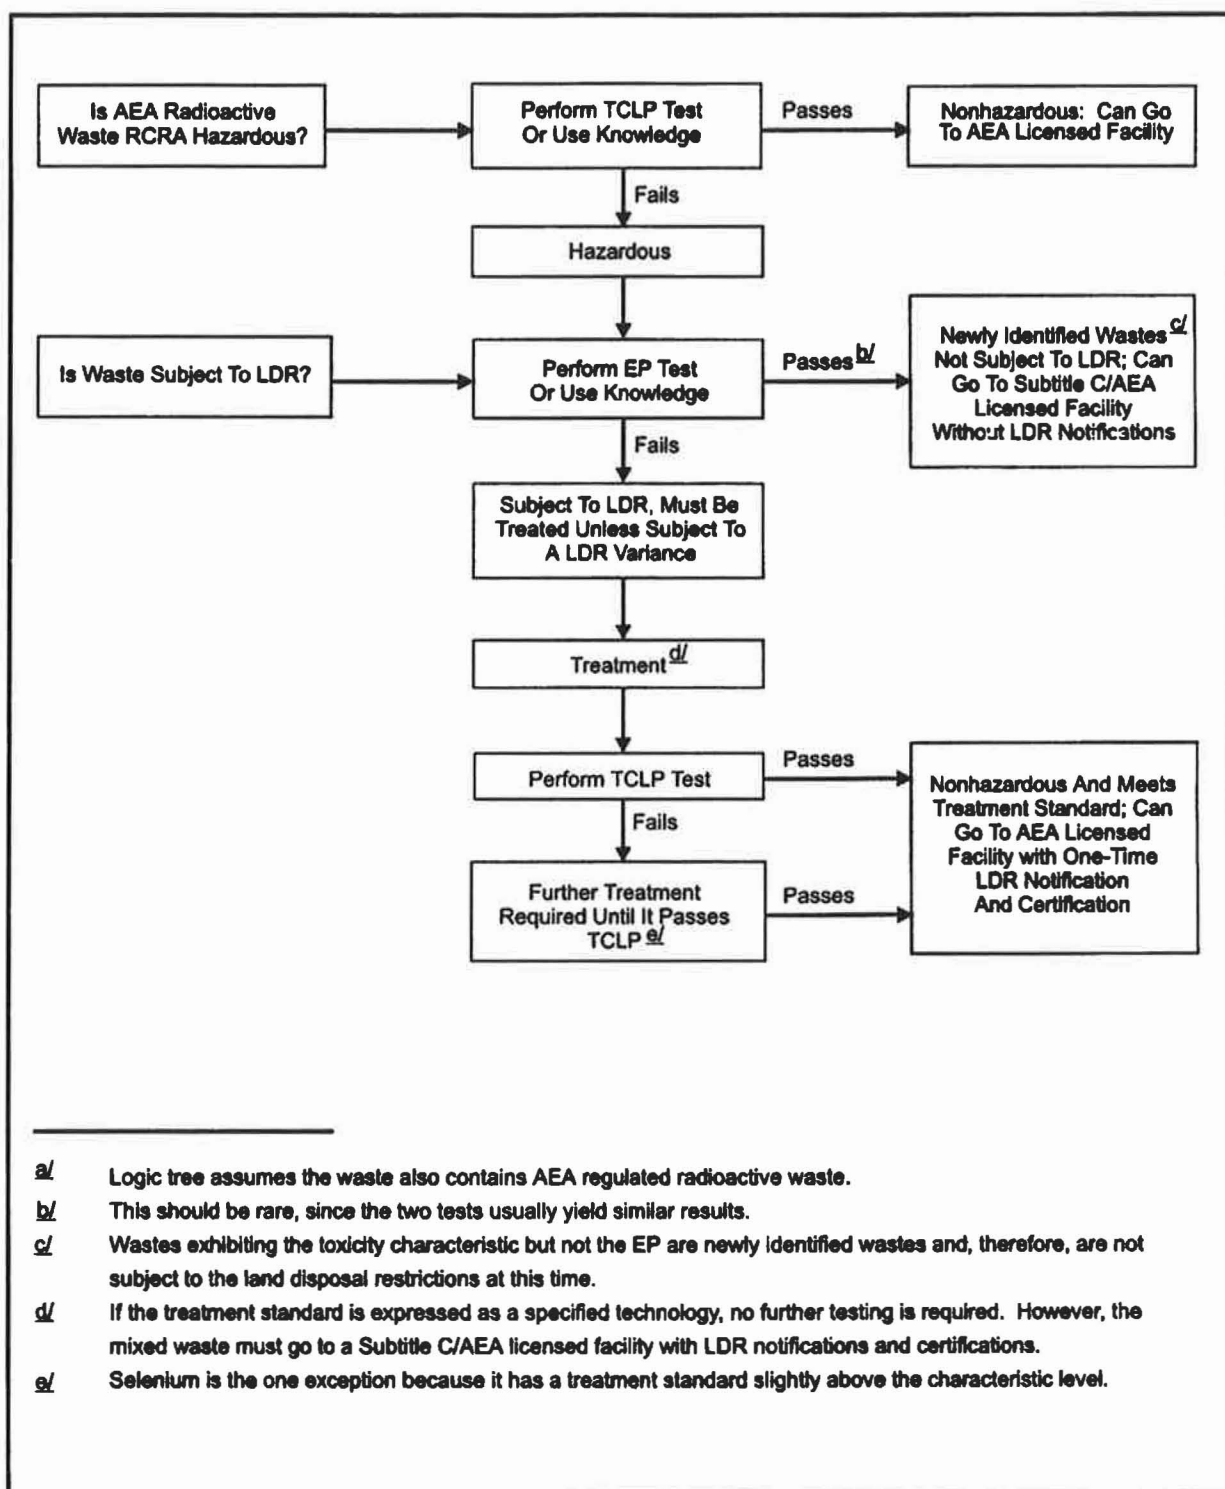 Is AEA Radioactive
Waste RCRA Hazardous?
Perform TCLP Test
Or Use Knowledge
Passes
Nonhazardous: Can Go
To AEA Licensed Facility
Fails
Hazardous
Is Waste Subject To LDR?
Perform EP Test
Or Use Knowledge
Passes b/
Newly Identified Wastes c/
Not Subject To LDR; Can
Go To Subtitle C/AEA
Licensed Facility
Without LDR Notifications
Fails
Subject To LDR, Must Be
Treated Unless Subject To
A LDR Variance
Treatment d/
Perform TCLP Test
Passes
Nonhazardous And Meets
Treatment Standard; Can
Go To AEA Licensed
Facility with One-Time
LDR Notification
And Certification
Fails
Further Treatment
Required Until It Passes
TCLP e/
Passes
a/ Logic tree assumes the waste also contains AEA regulated radioactive waste.
b/ This should be rare, since the two tests usually yield similar results.
c/ Wastes exhibiting the toxicity characteristic but not the EP are newly identified wastes and, therefore, are not
subject to the land disposal restrictions at this time.
d/ If the treatment standard is expressed as a specified technology, no further testing is required. However, the
mixed waste must go to a Subtitle C/AEA licensed facility with LDR notifications and certifications.
e/ Selenium is the one exception because it has a treatment standard slightly above the characteristic level.